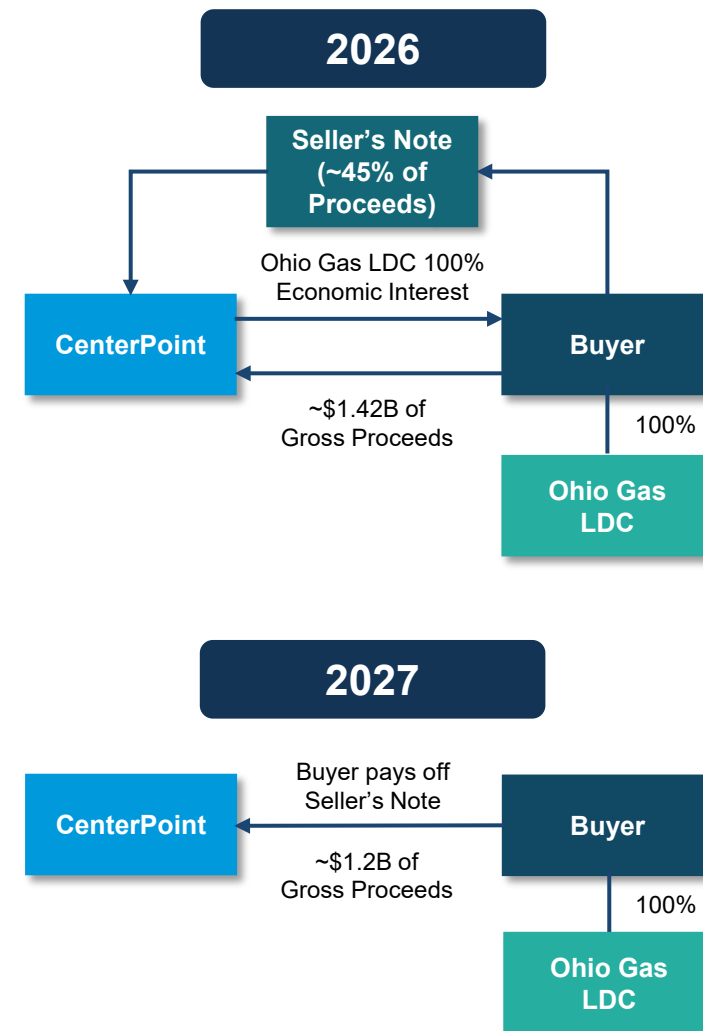 2026
Seller's Note
(~45% of
Proceeds)
Ohio Gas LDC 100%
Economic Interest
CenterPoint
Buyer
~$1.42B of
Gross Proceeds
100%
Ohio Gas
LDC
2027
Buyer pays off
Seller's Note
CenterPoint
Buyer
~$1.2B of
Gross Proceeds
100%
Ohio Gas
LDC